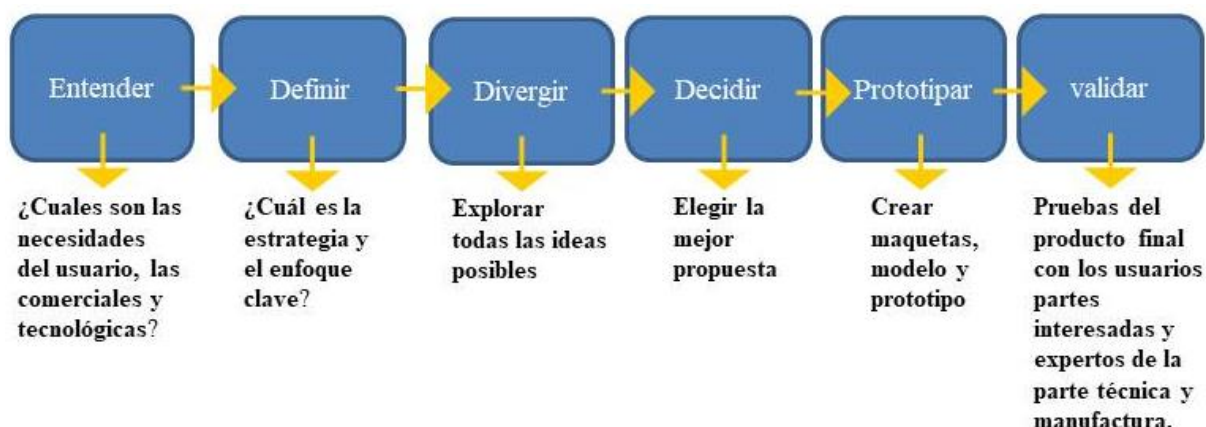 Entender
Definir
Divergir
Decidir
Prototipar
validar
¿Cuales son las
necesidades
del usuario, las
comerciales y
tecnológicas?
¿Cuál es la
estrategia y
el enfoque
clave?
Explorar
todas las ideas
posibles
Elegir la
mejor
propuesta
Crear
maquetas,
modelo y
prototipo
Pruebas del
producto final
con los usuarios
partes
interesadas y
expertos de la
parte técnica y
manufactura.